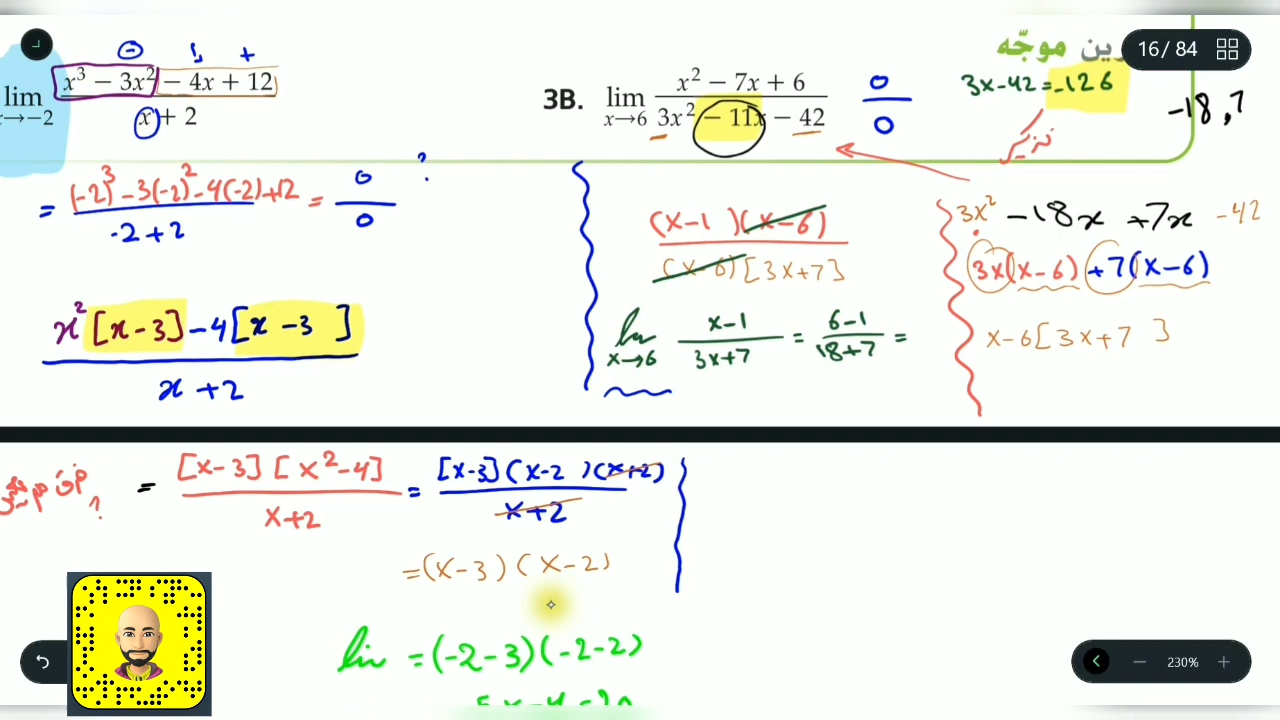 16 / 84
رين موجّه
3x-42 = -126
-18, 7
lim x→-2 (x³ − 3x² − 4x + 12) / (x + 2)
3B. lim x→6 (x² − 7x + 6) / (3x² − 11x − 42)
0/0
= ((-2)³ -3(-2)² -4(-2)+12) / (-2+2) = 0/0
?
(x²[x-3] -4[x-3]) / (x+2)
((x-1)(x-6)) / ((x-6)[3x+7])
lim x→6 (x-1)/(3x+7) = (6-1)/(18+7) =
3x² -18x +7x -42
3x(x-6) +7(x-6)
x-6[3x+7]
= ([x-3][x²-4]) / (x+2) = ([x-3](x-2)(x+2)) / (x+2)
?
=(x-3)(x-2)
lim =(-2-3)(-2-2)
230%